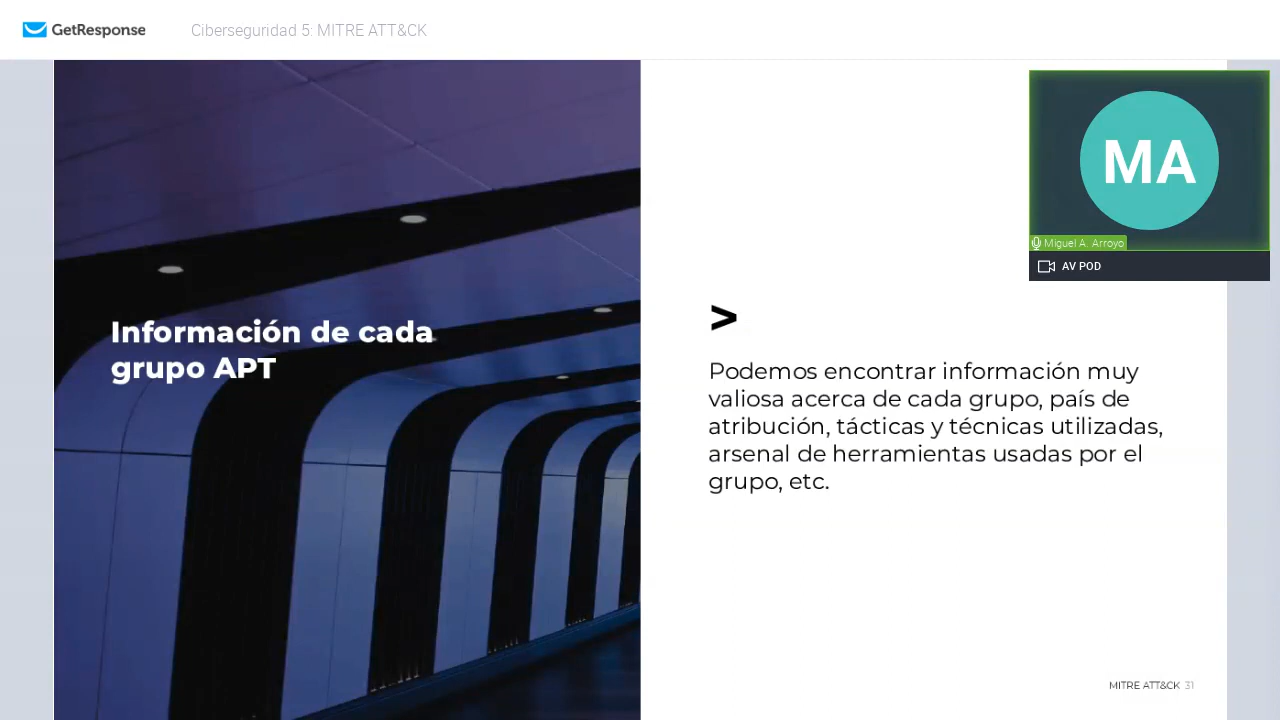 GetResponse
Ciberseguridad 5: MITRE ATT&CK
MA
Miguel A. Arroyo
AV POD
Información de cada
grupo APT
>
Podemos encontrar información muy
valiosa acerca de cada grupo, país de
atribución, tácticas y técnicas utilizadas,
arsenal de herramientas usadas por el
grupo, etc.
MITRE ATT&CK 31